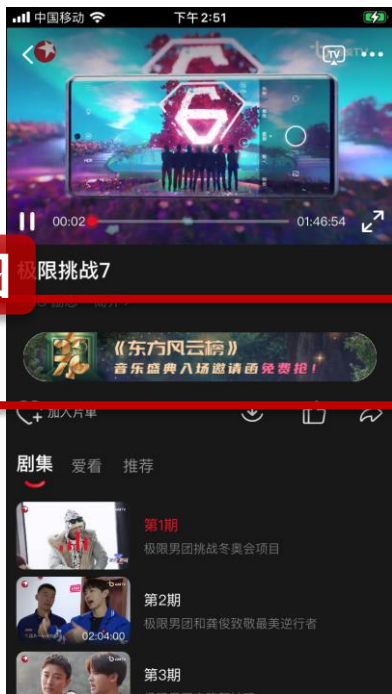 中国移动
下午2:51
TV
00:02
01:46:54
极限挑战7
《东方风云榜》
音乐盛典入场邀请函免费抢！
加入片单
剧集 爱看 推荐
第1期
极限男团挑战冬奥会项目
02:04:00
第2期
极限男团和龚俊致敬最美逆行者
第3期